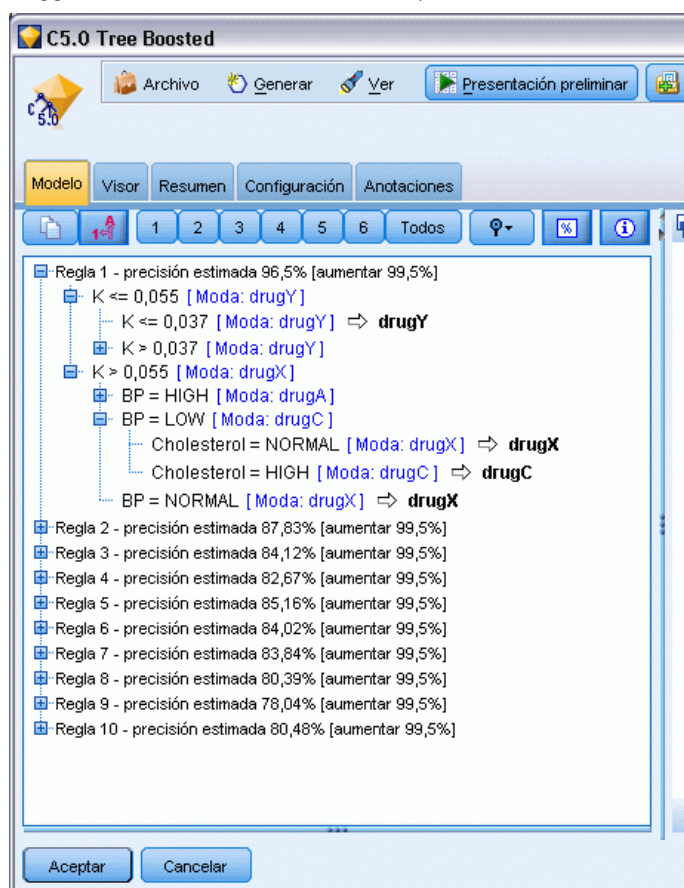 C5.0 Tree Boosted
C 5.0
Archivo Generar Ver Presentación preliminar
Modelo Visor Resumen Configuración Anotaciones
A
1 1 2 3 4 5 6 Todos % i
Regla 1 - precisión estimada 96,5% [aumentar 99,5%]
K <= 0,055 [Moda: drugY]
K <= 0,037 [Moda: drugY] ⇨ drugY
K > 0,037 [Moda: drugY]
K > 0,055 [Moda: drugX]
BP = HIGH [Moda: drugA]
BP = LOW [Moda: drugC]
Cholesterol = NORMAL [Moda: drugX] ⇨ drugX
Cholesterol = HIGH [Moda: drugC] ⇨ drugC
BP = NORMAL [Moda: drugX] ⇨ drugX
Regla 2 - precisión estimada 87,83% [aumentar 99,5%]
Regla 3 - precisión estimada 84,12% [aumentar 99,5%]
Regla 4 - precisión estimada 82,67% [aumentar 99,5%]
Regla 5 - precisión estimada 85,16% [aumentar 99,5%]
Regla 6 - precisión estimada 84,02% [aumentar 99,5%]
Regla 7 - precisión estimada 83,84% [aumentar 99,5%]
Regla 8 - precisión estimada 80,39% [aumentar 99,5%]
Regla 9 - precisión estimada 78,04% [aumentar 99,5%]
Regla 10 - precisión estimada 80,48% [aumentar 99,5%]
Aceptar Cancelar